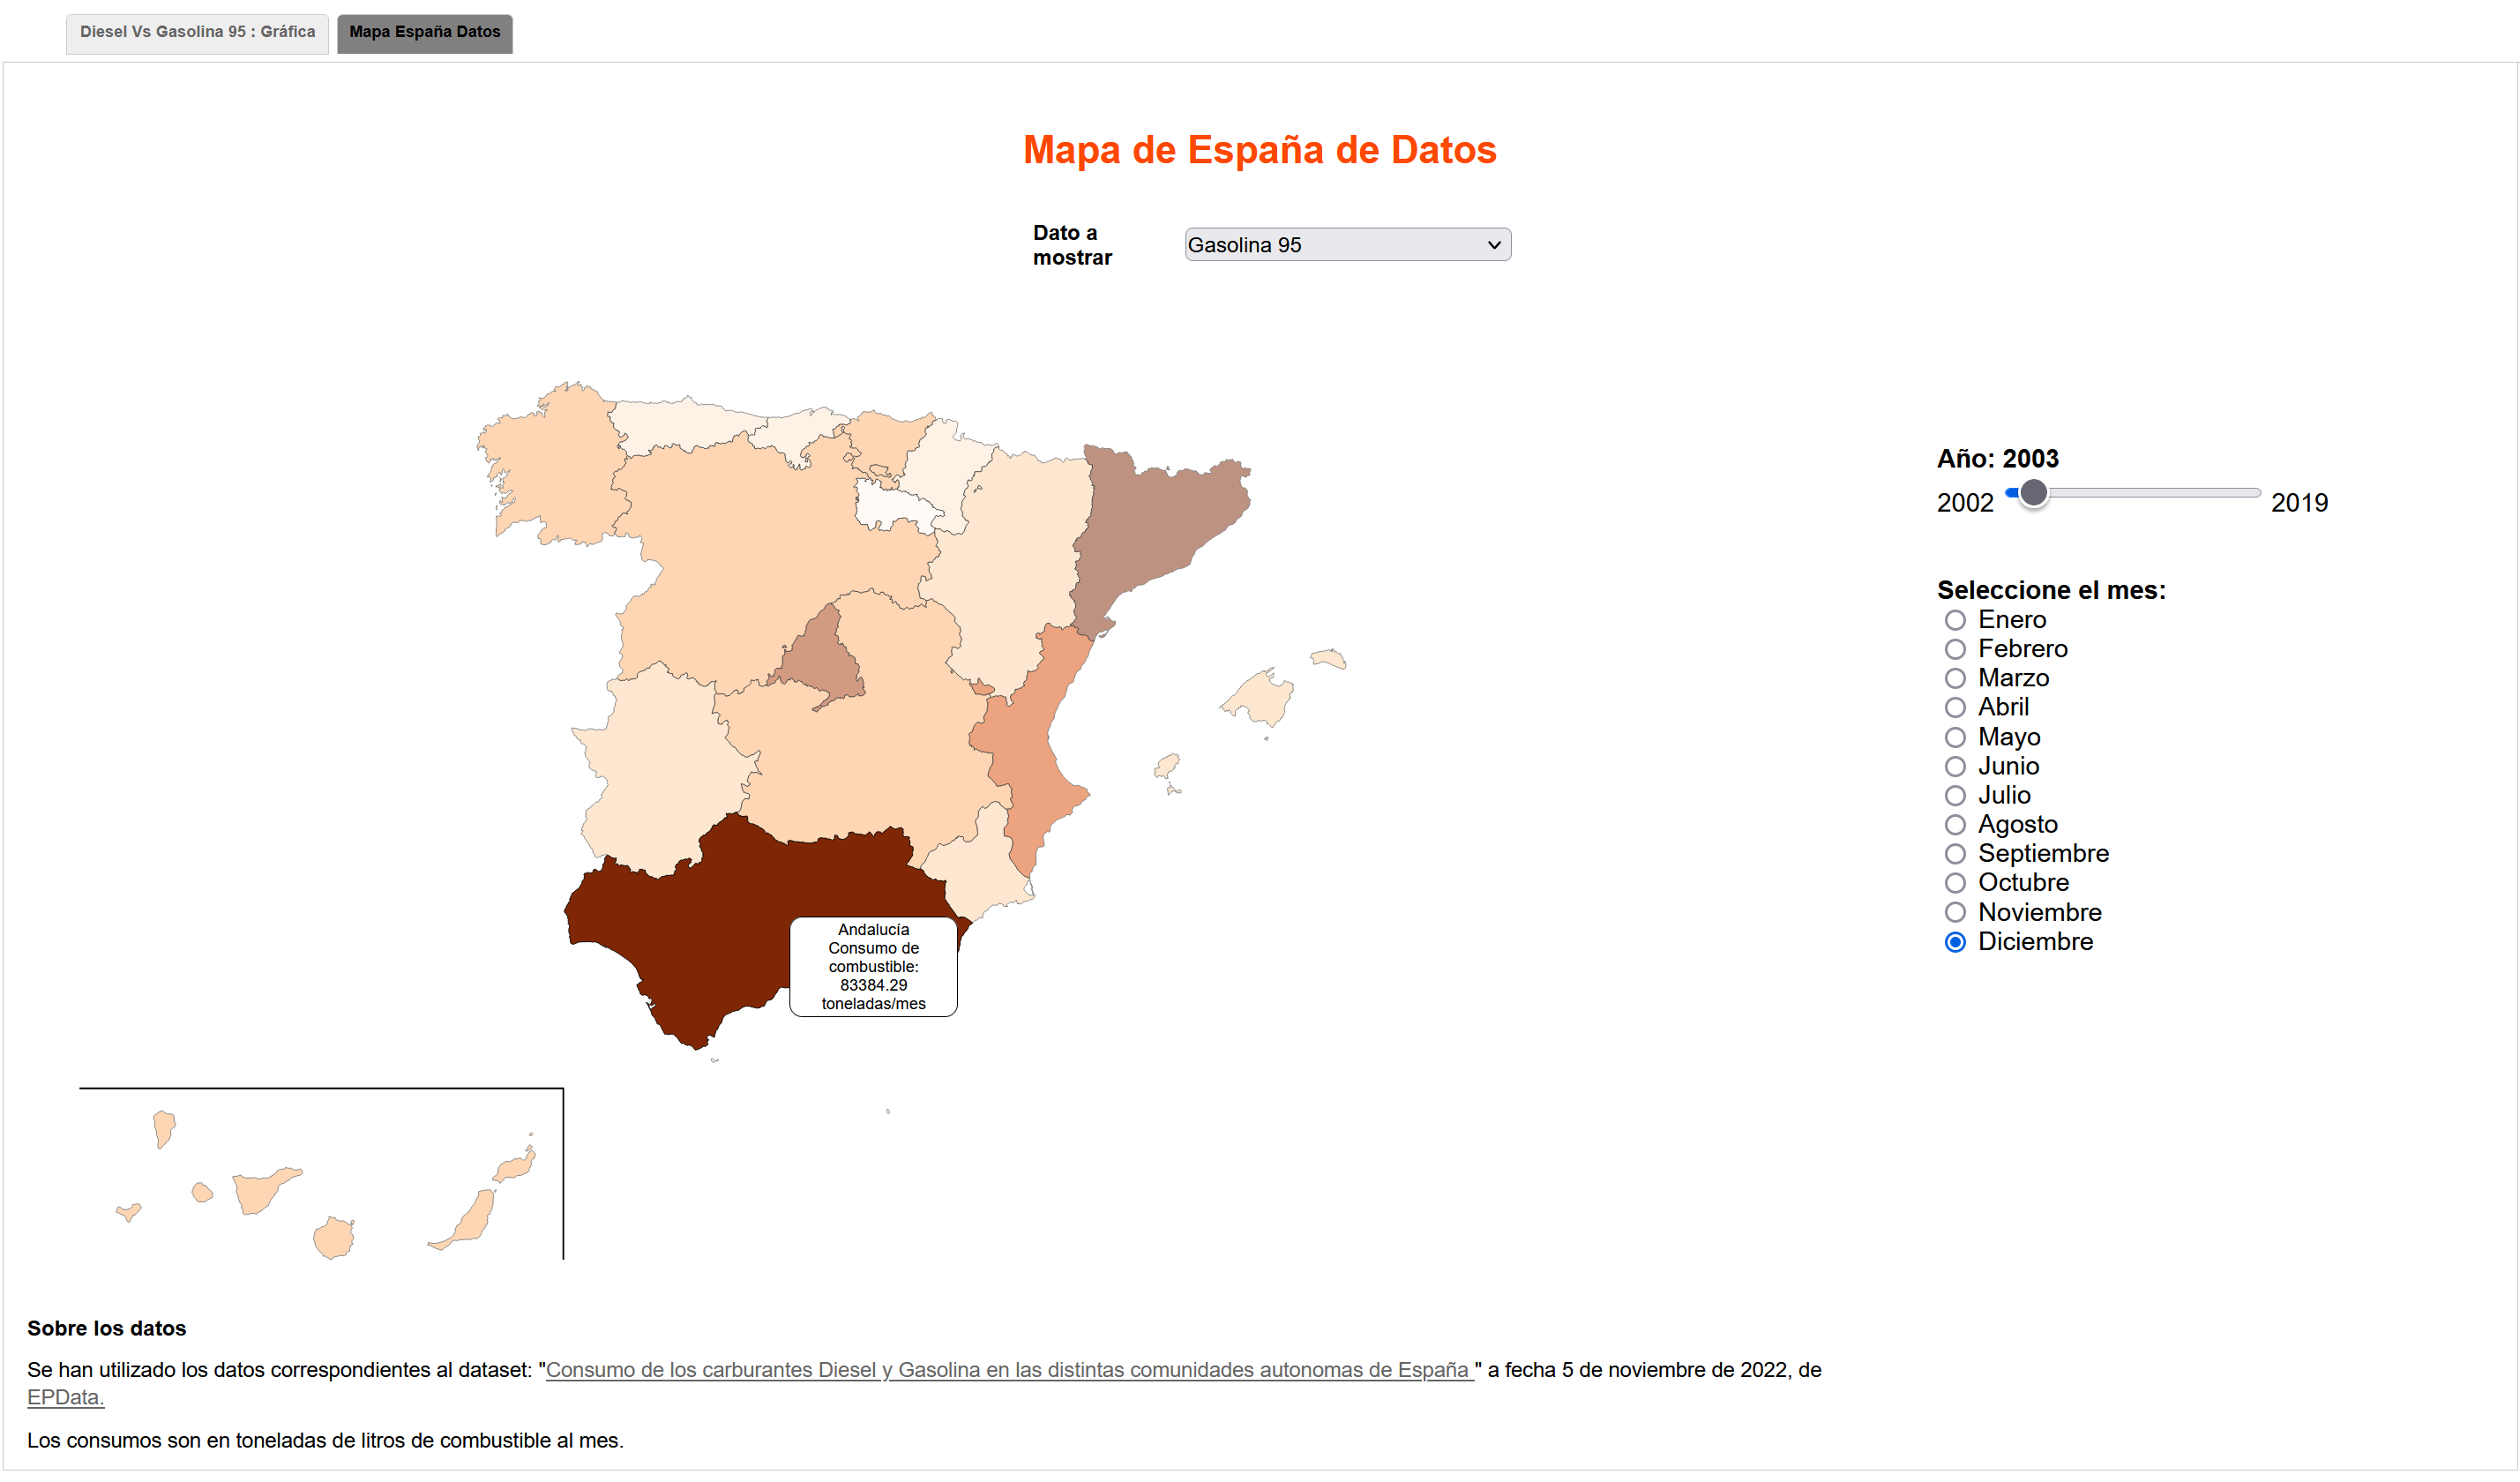 Diesel Vs Gasolina 95 : Gráfica
Mapa España Datos
Mapa de España de Datos
Dato a
mostrar
Gasolina 95
Año: 2003
2002
2019
Seleccione el mes:
Enero
Febrero
Marzo
Abril
Mayo
Junio
Julio
Agosto
Septiembre
Octubre
Noviembre
Diciembre
Andalucía
Consumo de
combustible:
83384.29
toneladas/mes
Sobre los datos
Se han utilizado los datos correspondientes al dataset: "Consumo de los carburantes Diesel y Gasolina en las distintas comunidades autonomas de España " a fecha 5 de noviembre de 2022, de
EPData.
Los consumos son en toneladas de litros de combustible al mes.